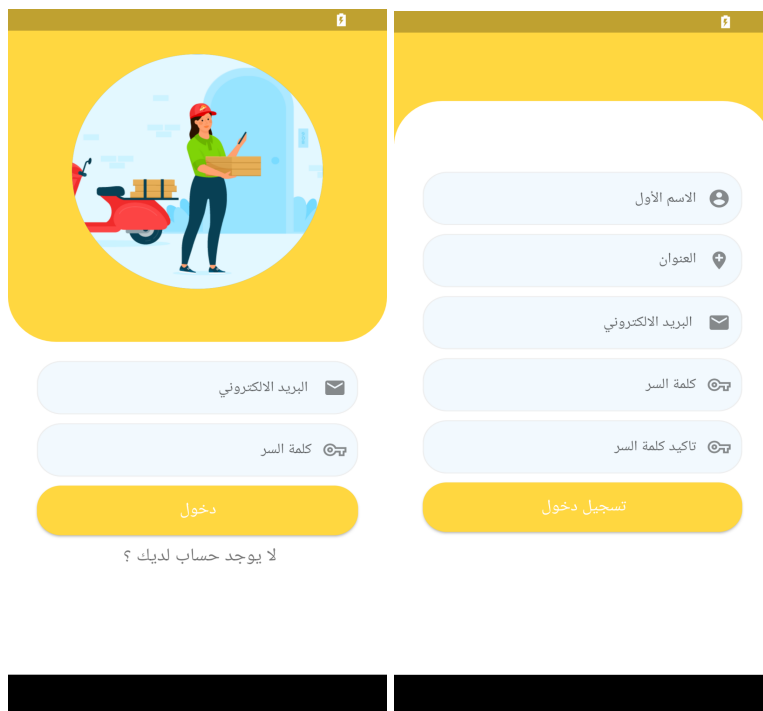 البريد الالكتروني
كلمة السر
دخول
لا يوجد حساب لديك ؟
الاسم الأول
العنوان
البريد الالكتروني
كلمة السر
تاكيد كلمة السر
تسجيل دخول